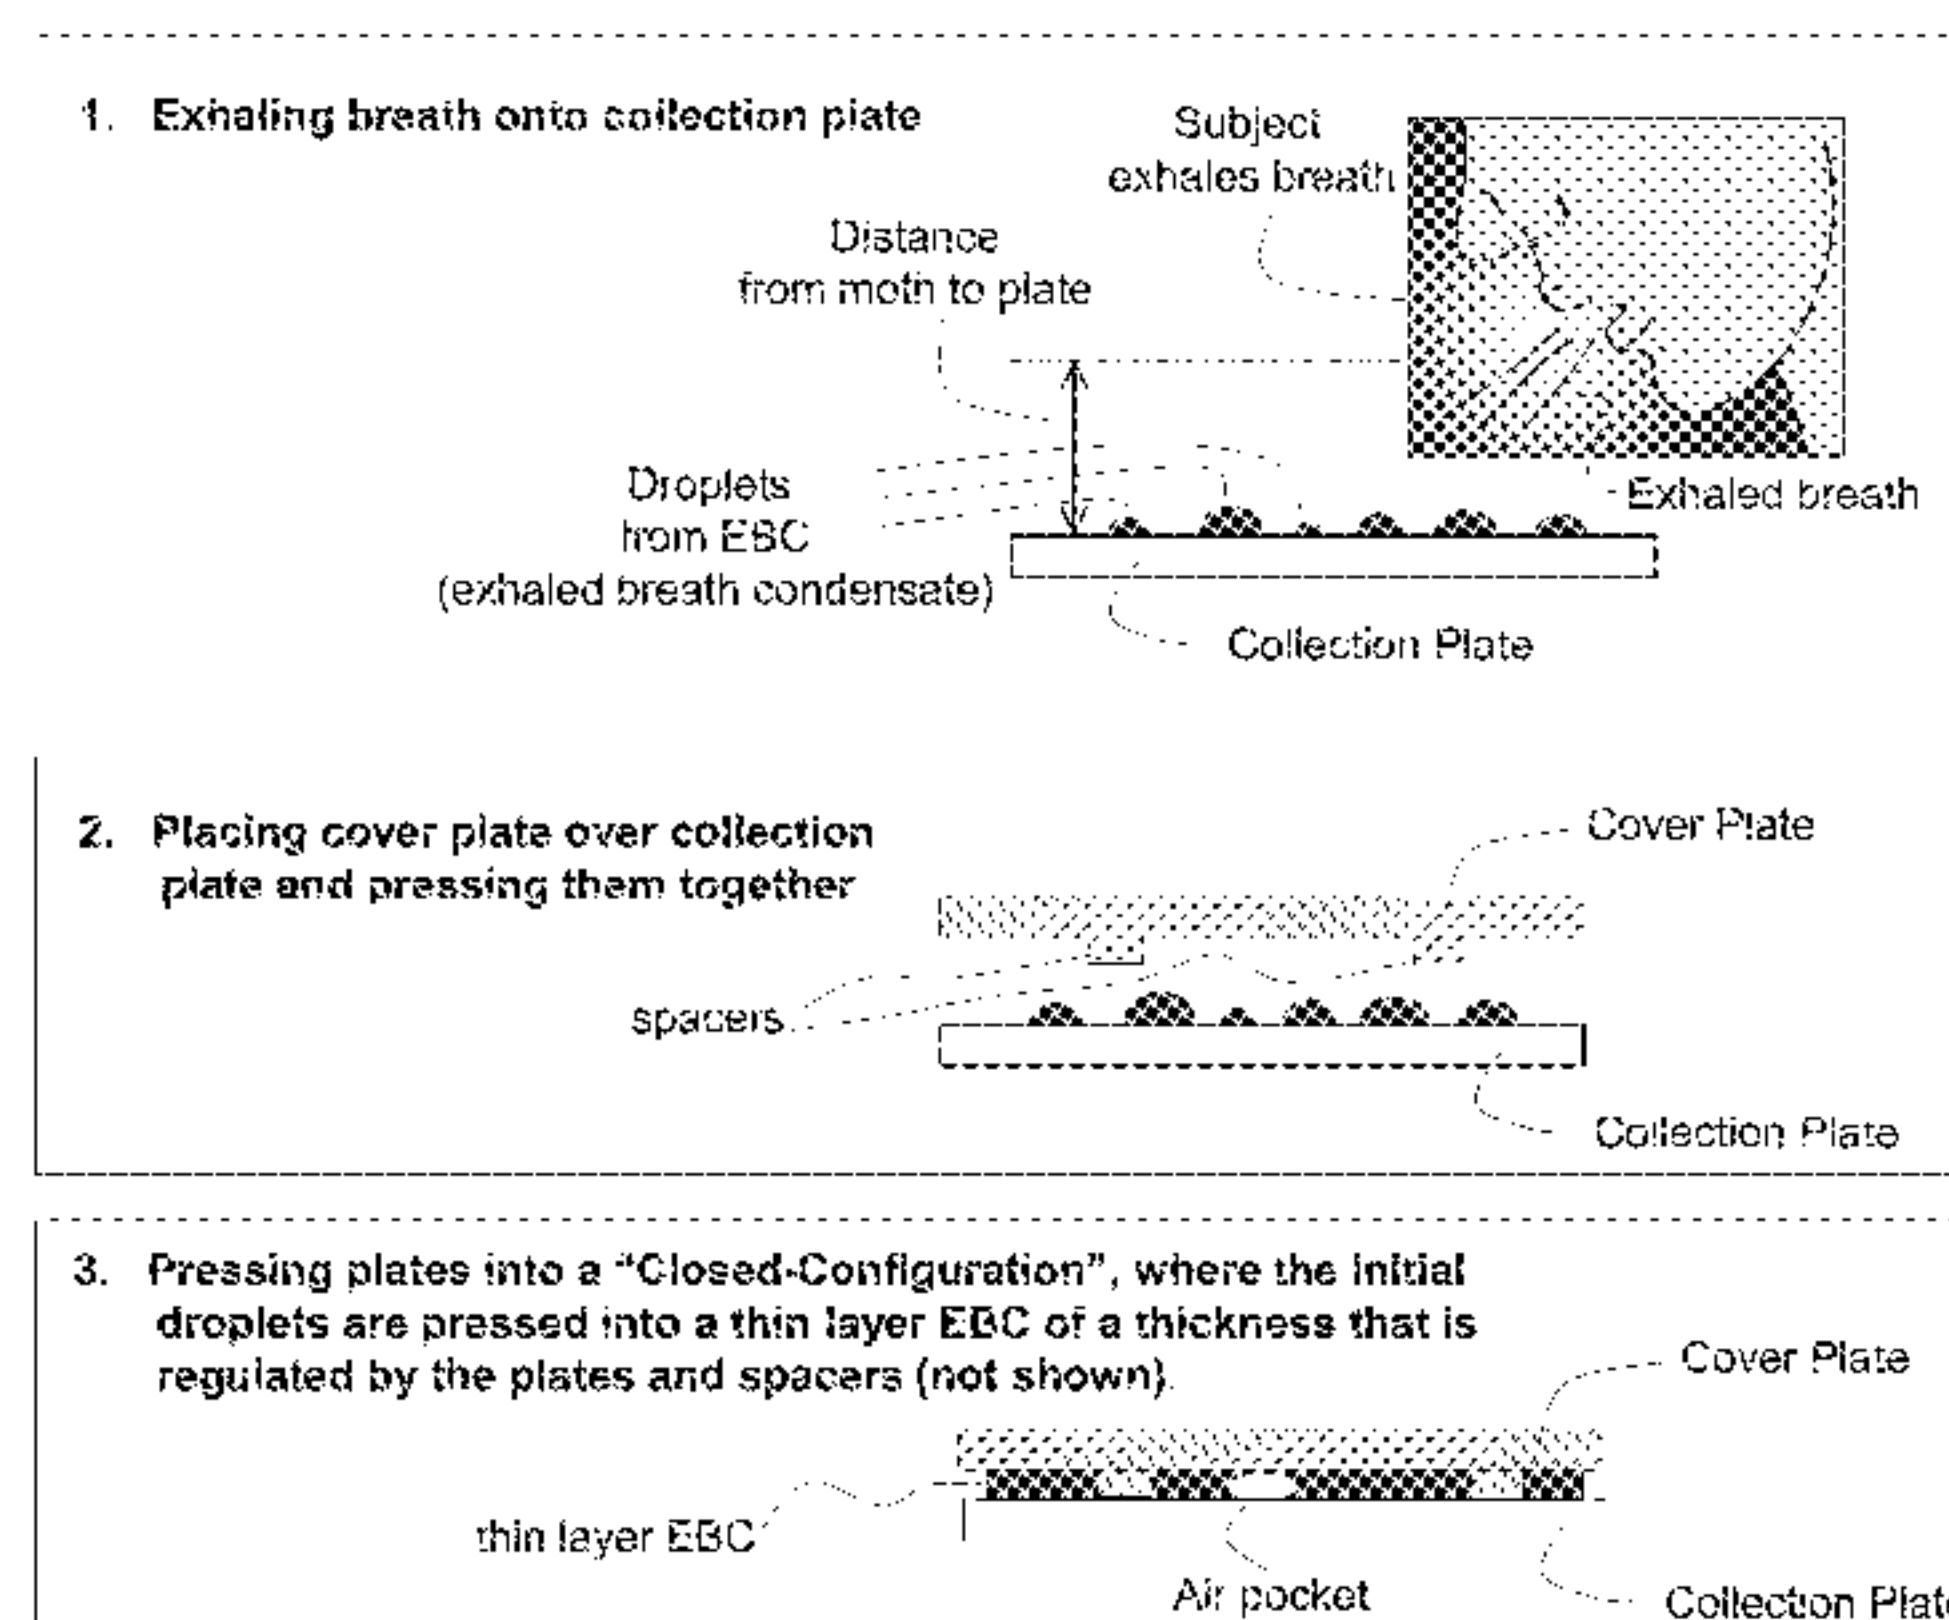 1. Exhaling breath onto collection plate
Subject
exhales breath
Distance
from moth to plate
Droplets
from EBC
(exhaled breath condensate)
Exhaled breath
Collection Plate
2. Placing cover plate over collection
plate and pressing them together
Cover Plate
spacers
Collection Plate
3. Pressing plates into a “Closed-Configuration”, where the initial
droplets are pressed into a thin layer EBC of a thickness that is
regulated by the plates and spacers (not shown).
Cover Plate
thin layer EBC
Air pocket
Collection Plate